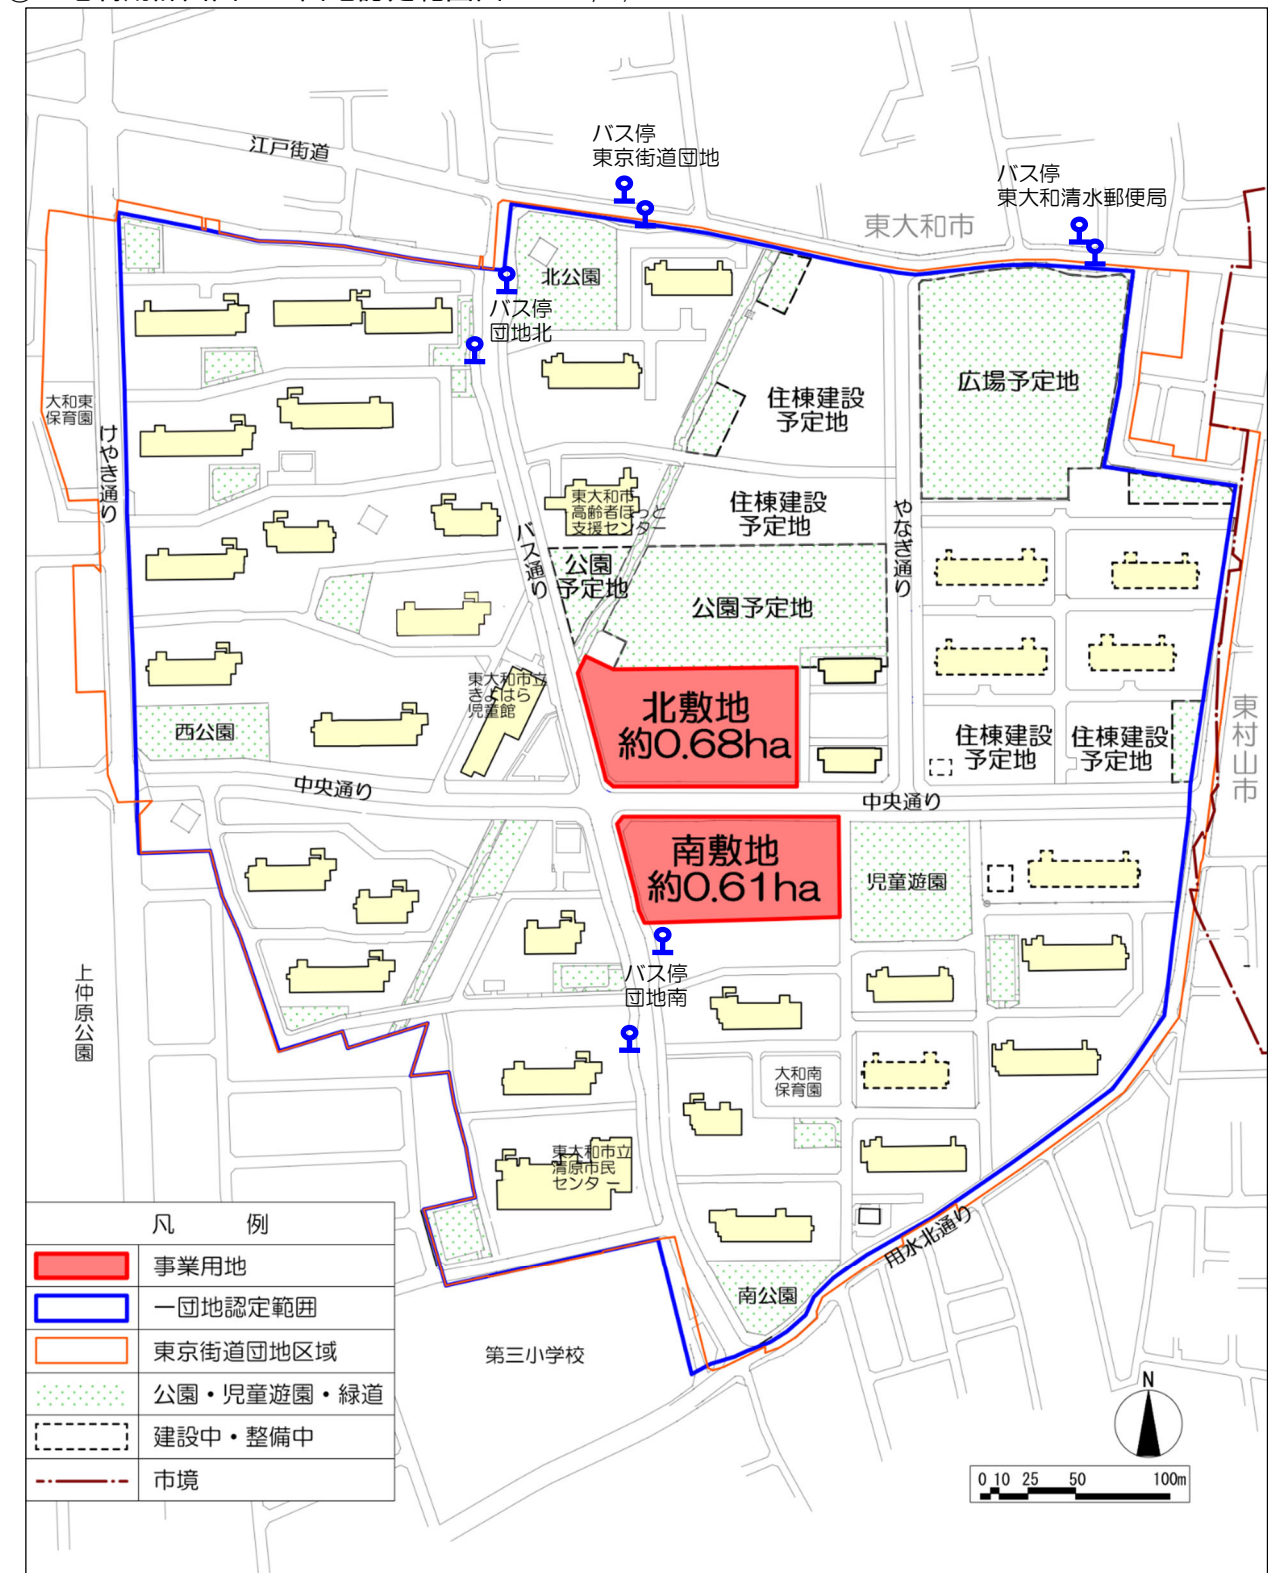 江戸街道
バス停
東京街道団地
バス停
東大和清水郵便局
東大和市
北公園
バス停
団地北
広場予定地
大和東
保育園
住棟建設
予定地
けやき通り
東大和市
高齢者ほっと
支援センター
住棟建設
予定地
やなぎ通り
バス通り
公園
予定地
公園予定地
東大和市立
きよはら
児童館
西公園
北敷地
約0.68ha
住棟建設
予定地
住棟建設
予定地
東村山市
中央通り
中央通り
南敷地
約0.61ha
児童遊園
バス停
団地南
上仲原公園
大和南
保育園
東大和市立
清原市民
センター
用水北通り
南公園
第三小学校
凡 例
事業用地
一団地認定範囲
東京街道団地区域
公園・児童遊園・緑道
建設中・整備中
市境
N
0 10 25 50 100m